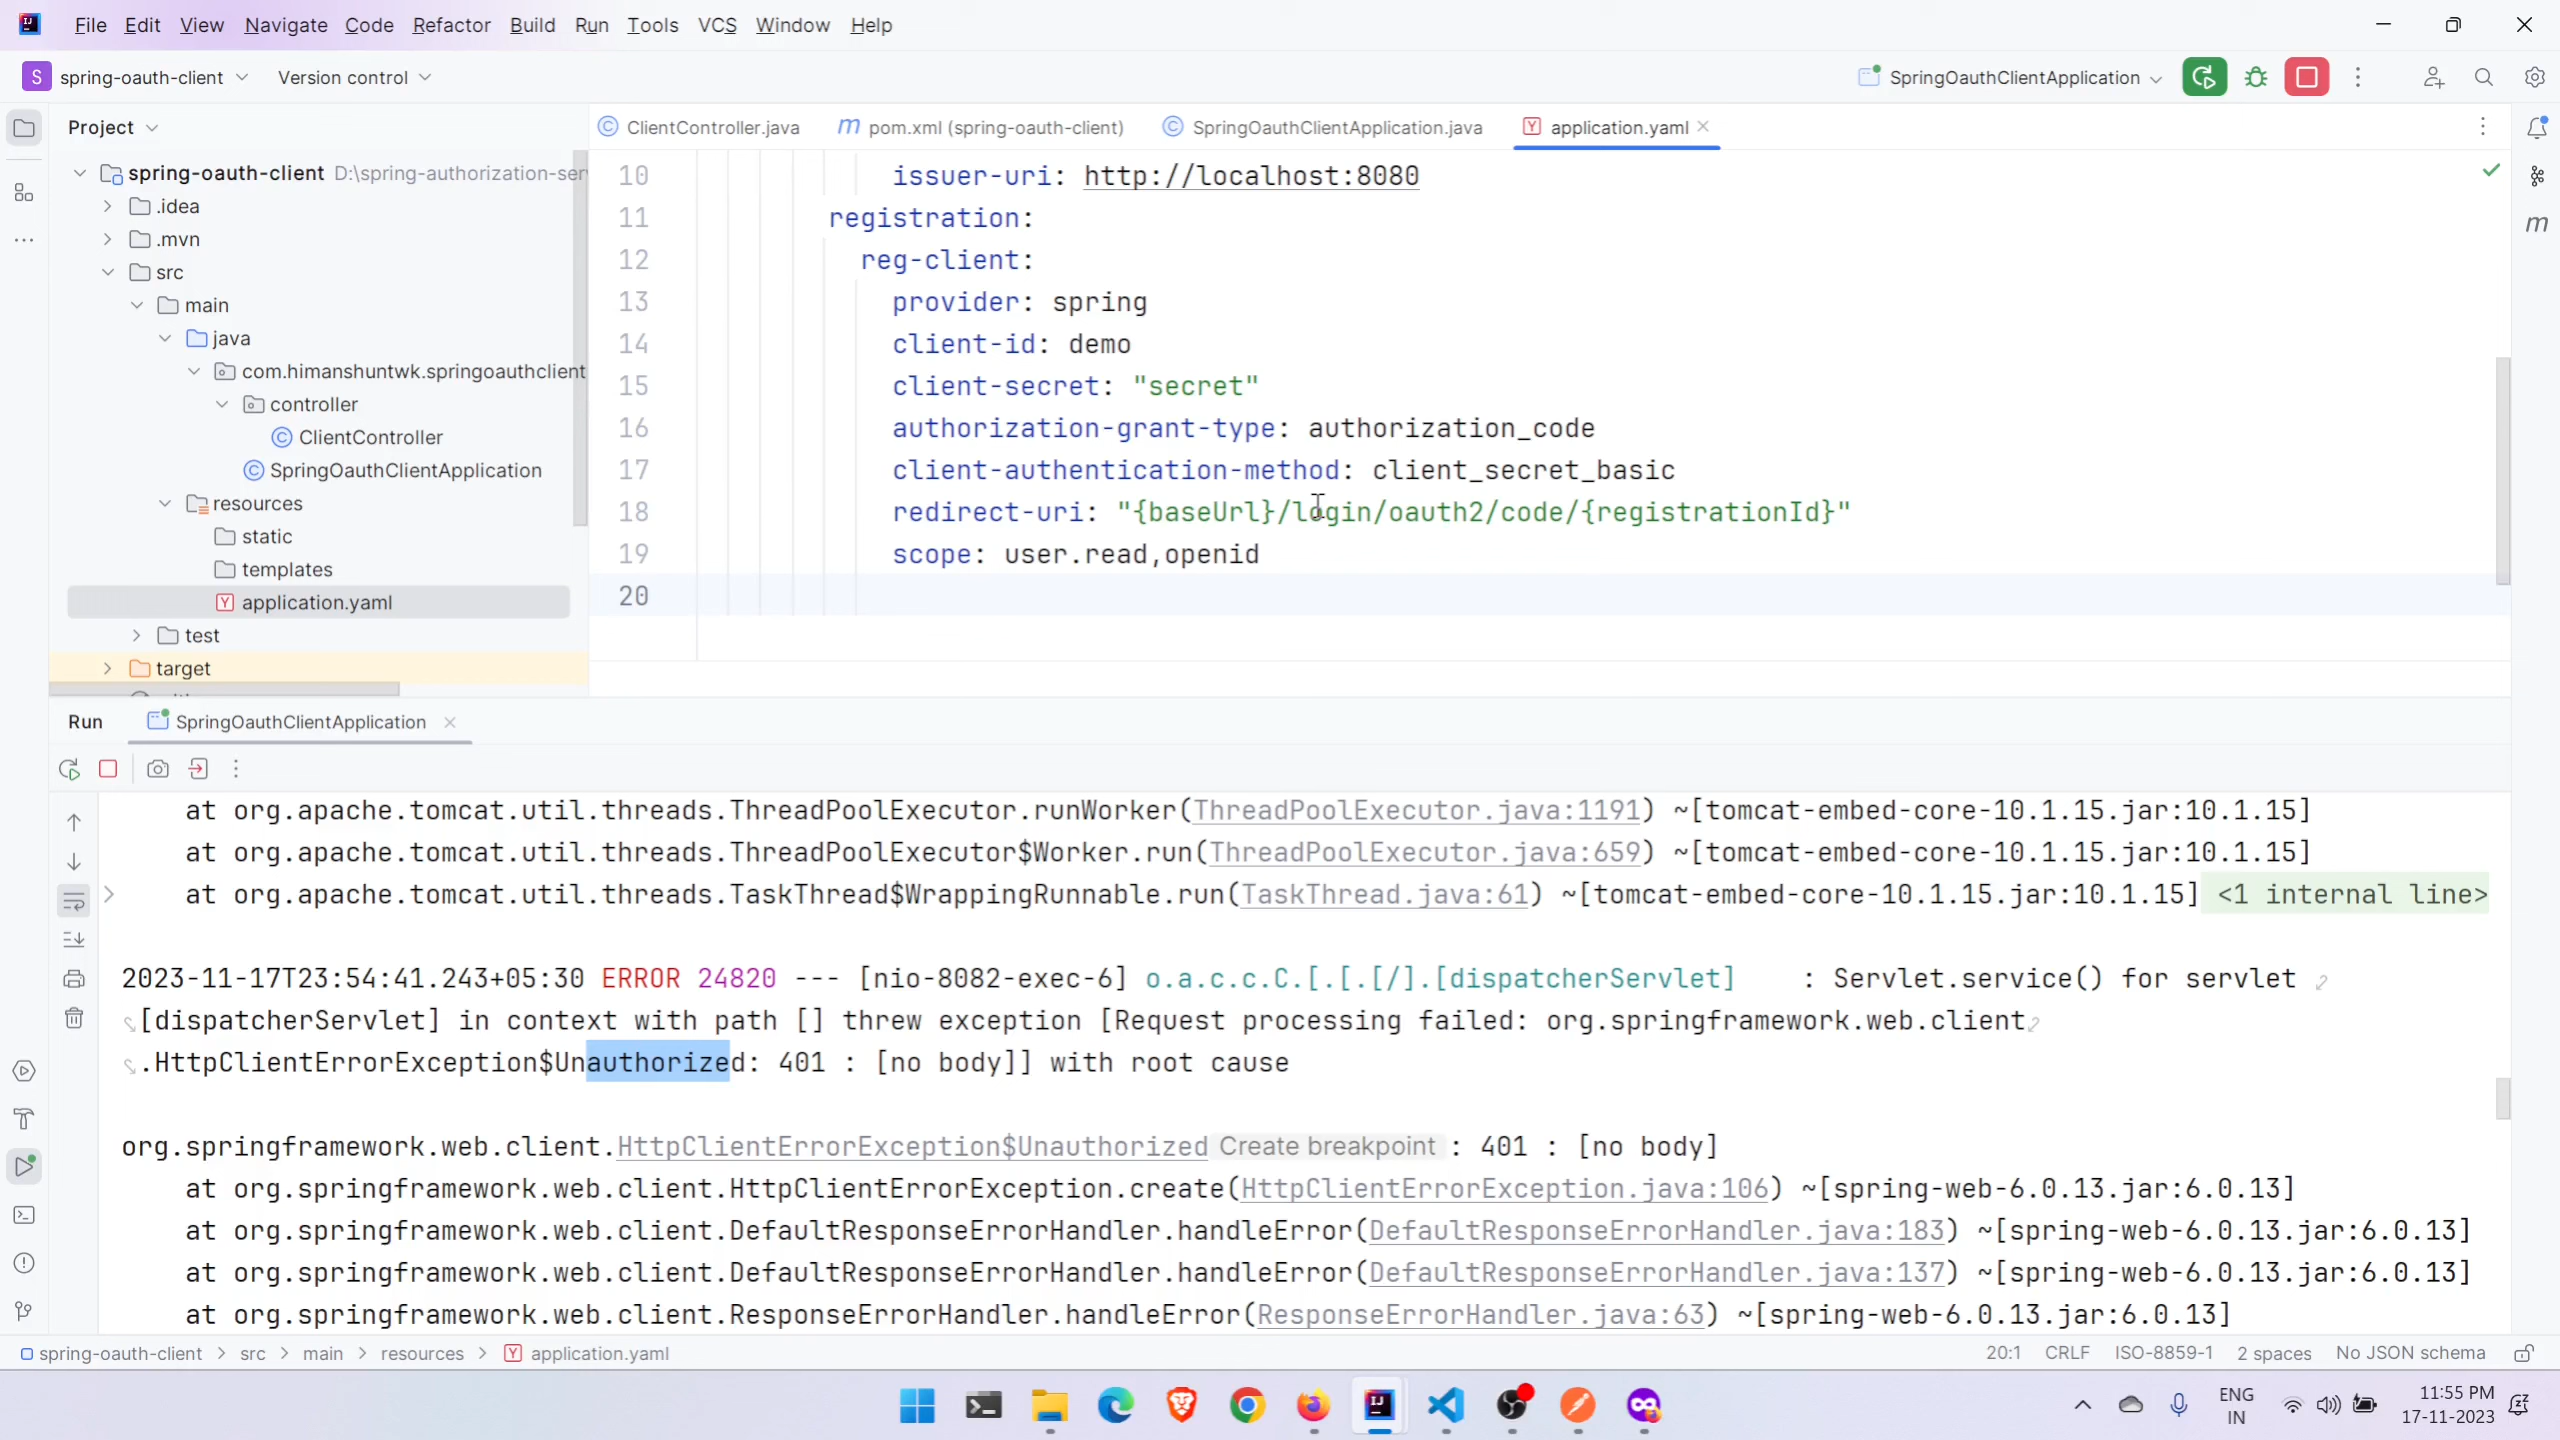 File Edit View Navigate Code Refactor Build Run Tools VCS Window Help
S spring-oauth-client Version control SpringOauthClientApplication
Project
ClientController.java pom.xml (spring-oauth-client) SpringOauthClientApplication.java application.yaml
spring-oauth-client D:\spring-authorization-ser
.idea
.mvn
src
main
java
com.himanshuntwk.springoauthclient
controller
ClientController
SpringOauthClientApplication
resources
static
templates
application.yaml
test
target
10 issuer-uri: http://localhost:8080
11 registration:
12 reg-client:
13 provider: spring
14 client-id: demo
15 client-secret: "secret"
16 authorization-grant-type: authorization_code
17 client-authentication-method: client_secret_basic
18 redirect-uri: "{baseUrl}/login/oauth2/code/{registrationId}"
19 scope: user.read,openid
20
Run SpringOauthClientApplication
at org.apache.tomcat.util.threads.ThreadPoolExecutor.runWorker(ThreadPoolExecutor.java:1191) ~[tomcat-embed-core-10.1.15.jar:10.1.15]
at org.apache.tomcat.util.threads.ThreadPoolExecutor$Worker.run(ThreadPoolExecutor.java:659) ~[tomcat-embed-core-10.1.15.jar:10.1.15]
at org.apache.tomcat.util.threads.TaskThread$WrappingRunnable.run(TaskThread.java:61) ~[tomcat-embed-core-10.1.15.jar:10.1.15] <1 internal line>
2023-11-17T23:54:41.243+05:30 ERROR 24820 --- [nio-8082-exec-6] o.a.c.c.C.[.[.[/].[dispatcherServlet] : Servlet.service() for servlet
[dispatcherServlet] in context with path [] threw exception [Request processing failed: org.springframework.web.client
.HttpClientErrorException$Unauthorized: 401 : [no body]] with root cause
org.springframework.web.client.HttpClientErrorException$Unauthorized Create breakpoint : 401 : [no body]
at org.springframework.web.client.HttpClientErrorException.create(HttpClientErrorException.java:106) ~[spring-web-6.0.13.jar:6.0.13]
at org.springframework.web.client.DefaultResponseErrorHandler.handleError(DefaultResponseErrorHandler.java:183) ~[spring-web-6.0.13.jar:6.0.13]
at org.springframework.web.client.DefaultResponseErrorHandler.handleError(DefaultResponseErrorHandler.java:137) ~[spring-web-6.0.13.jar:6.0.13]
at org.springframework.web.client.ResponseErrorHandler.handleError(ResponseErrorHandler.java:63) ~[spring-web-6.0.13.jar:6.0.13]
spring-oauth-client > src > main > resources > application.yaml 20:1 CRLF ISO-8859-1 2 spaces No JSON schema
ENG
IN
11:55 PM
17-11-2023